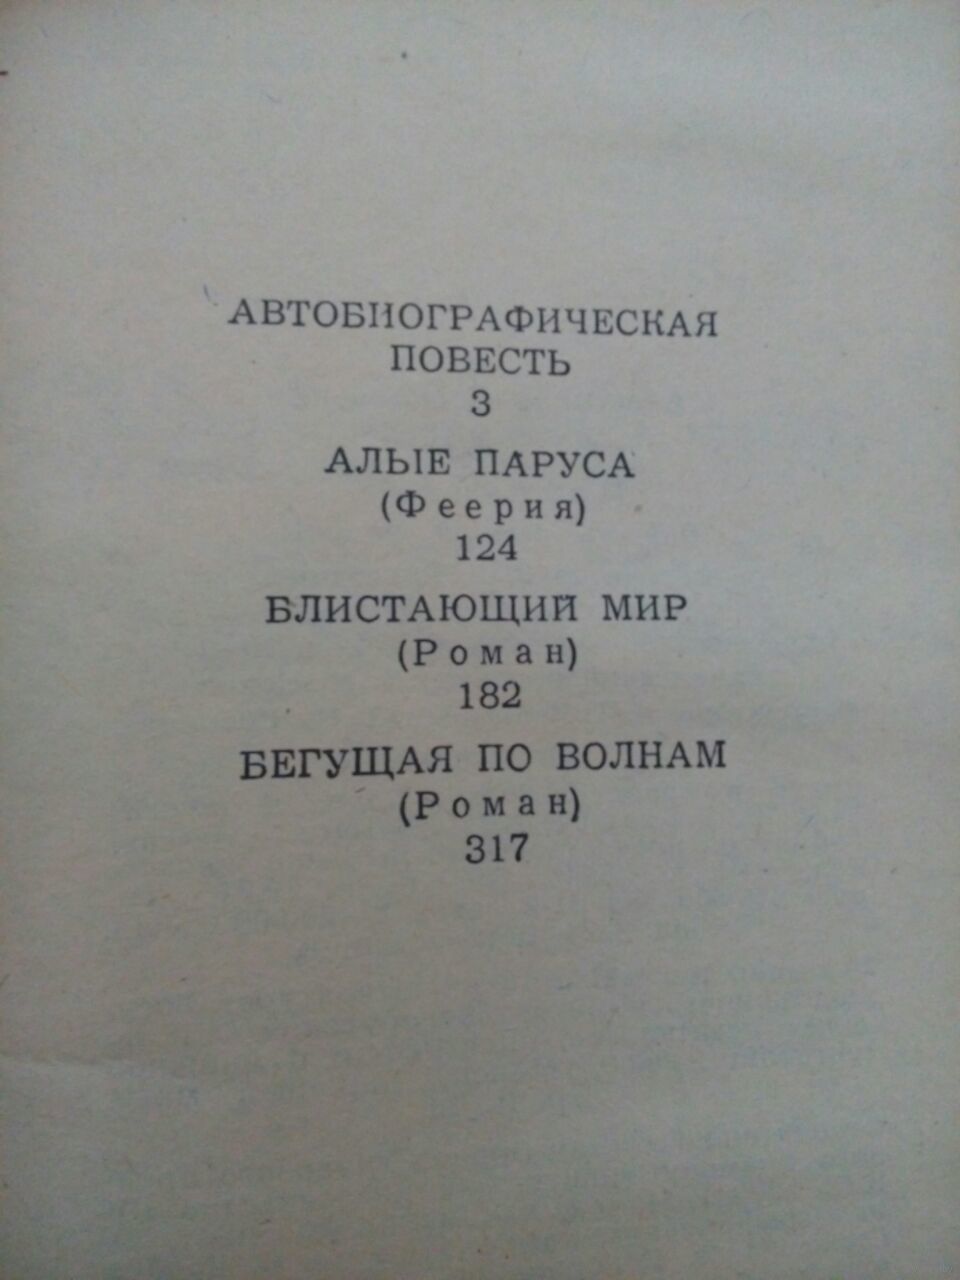 АВТОБИОГРАФИЧЕСКАЯ
ПОВЕСТЬ
3
АЛЫЕ ПАРУСА
(Феерия)
124
БЛИСТАЮЩИЙ МИР
(Роман)
182
БЕГУЩАЯ ПО ВОЛНАМ
(Роман)
317